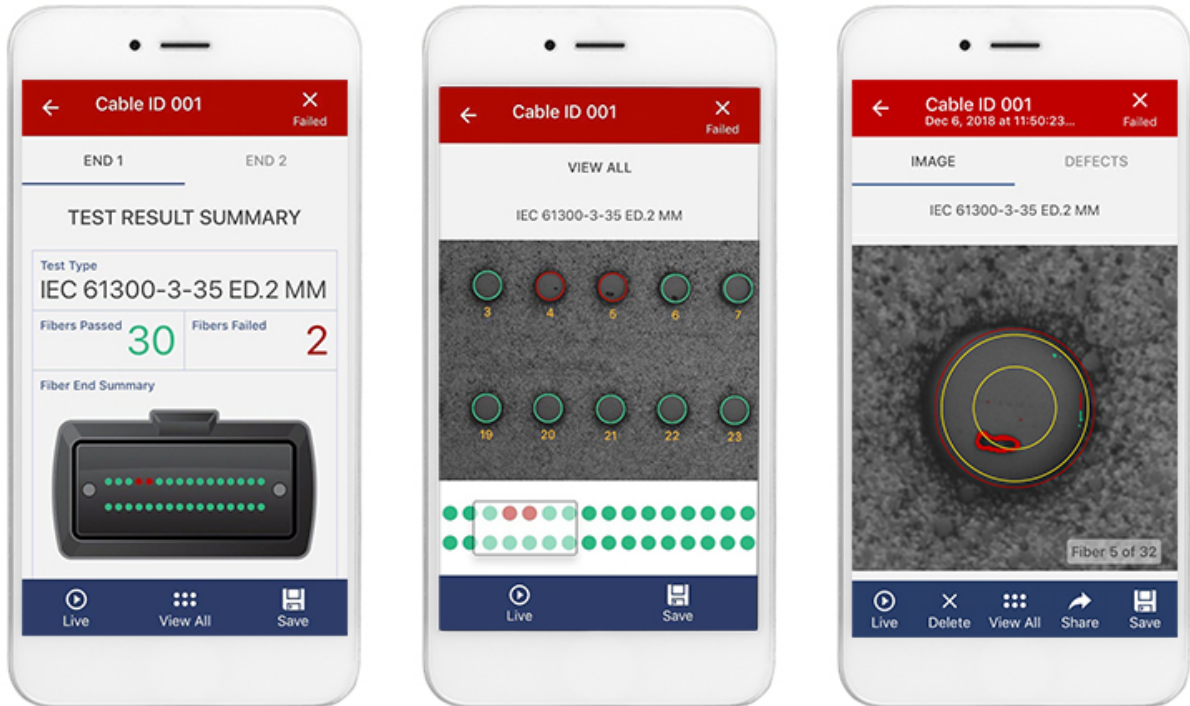 Cable ID 001
Failed
END 1 END 2
TEST RESULT SUMMARY
Test Type
IEC 61300-3-35 ED.2 MM
Fibers Passed 30 Fibers Failed 2
Fiber End Summary
Live View All Save
Cable ID 001
Failed
VIEW ALL
IEC 61300-3-35 ED.2 MM
3 4 5 6 7
19 20 21 22 23
Live Save
Cable ID 001
Dec 6, 2018 at 11:50:23...
Failed
IMAGE DEFECTS
IEC 61300-3-35 ED.2 MM
Fiber 5 of 32
Live Delete View All Share Save